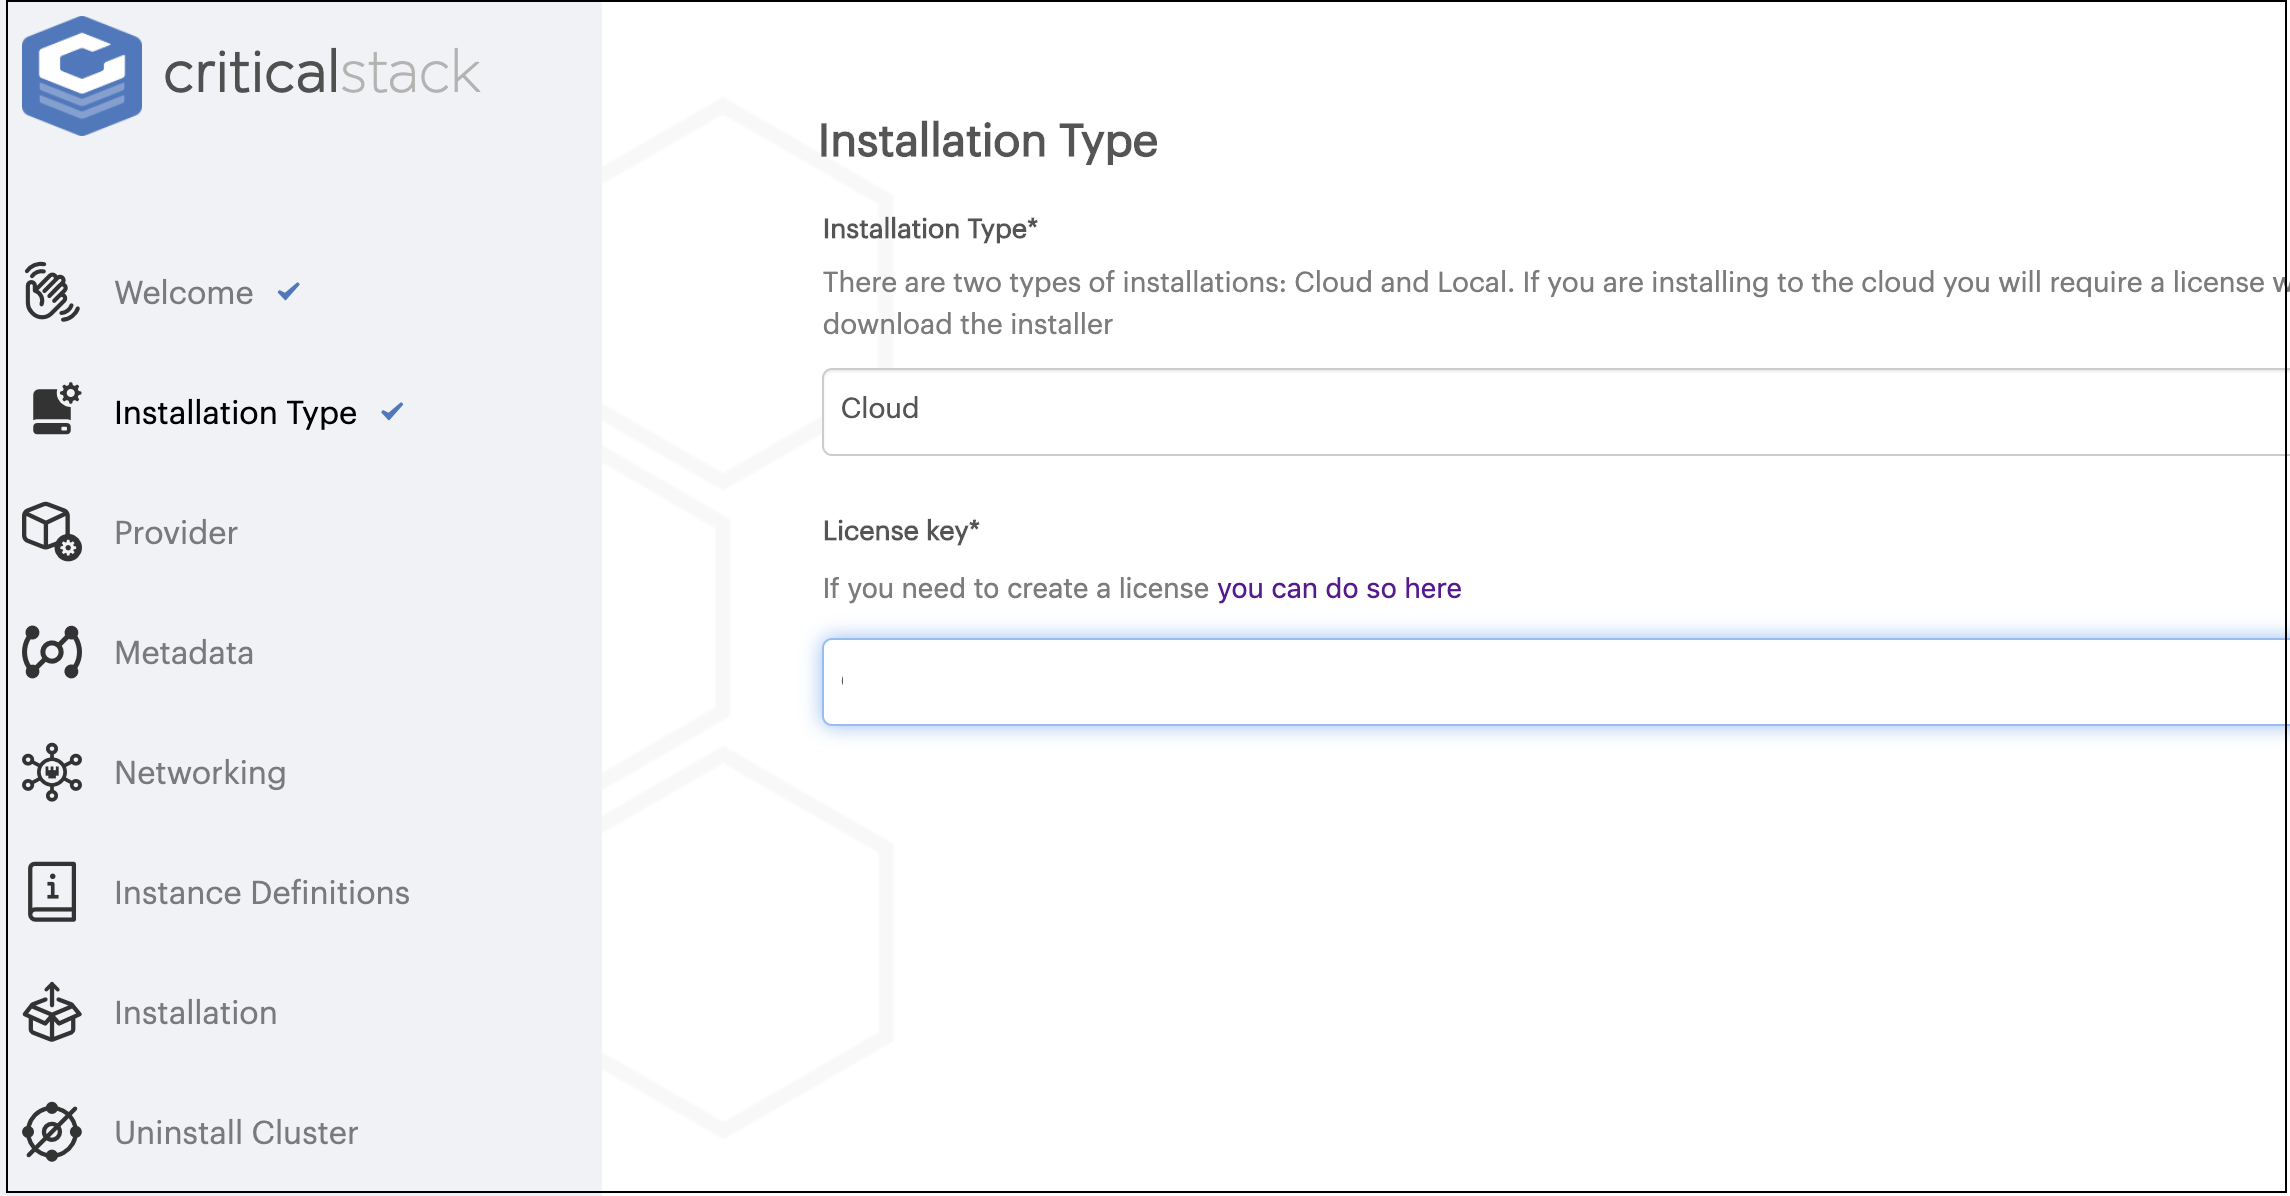 criticalstack
Welcome
Installation Type
Provider
Metadata
Networking
Instance Definitions
Installation
Uninstall Cluster
Installation Type
Installation Type*
There are two types of installations: Cloud and Local. If you are installing to the cloud you will require a license
download the installer
Cloud
License key*
If you need to create a license you can do so here